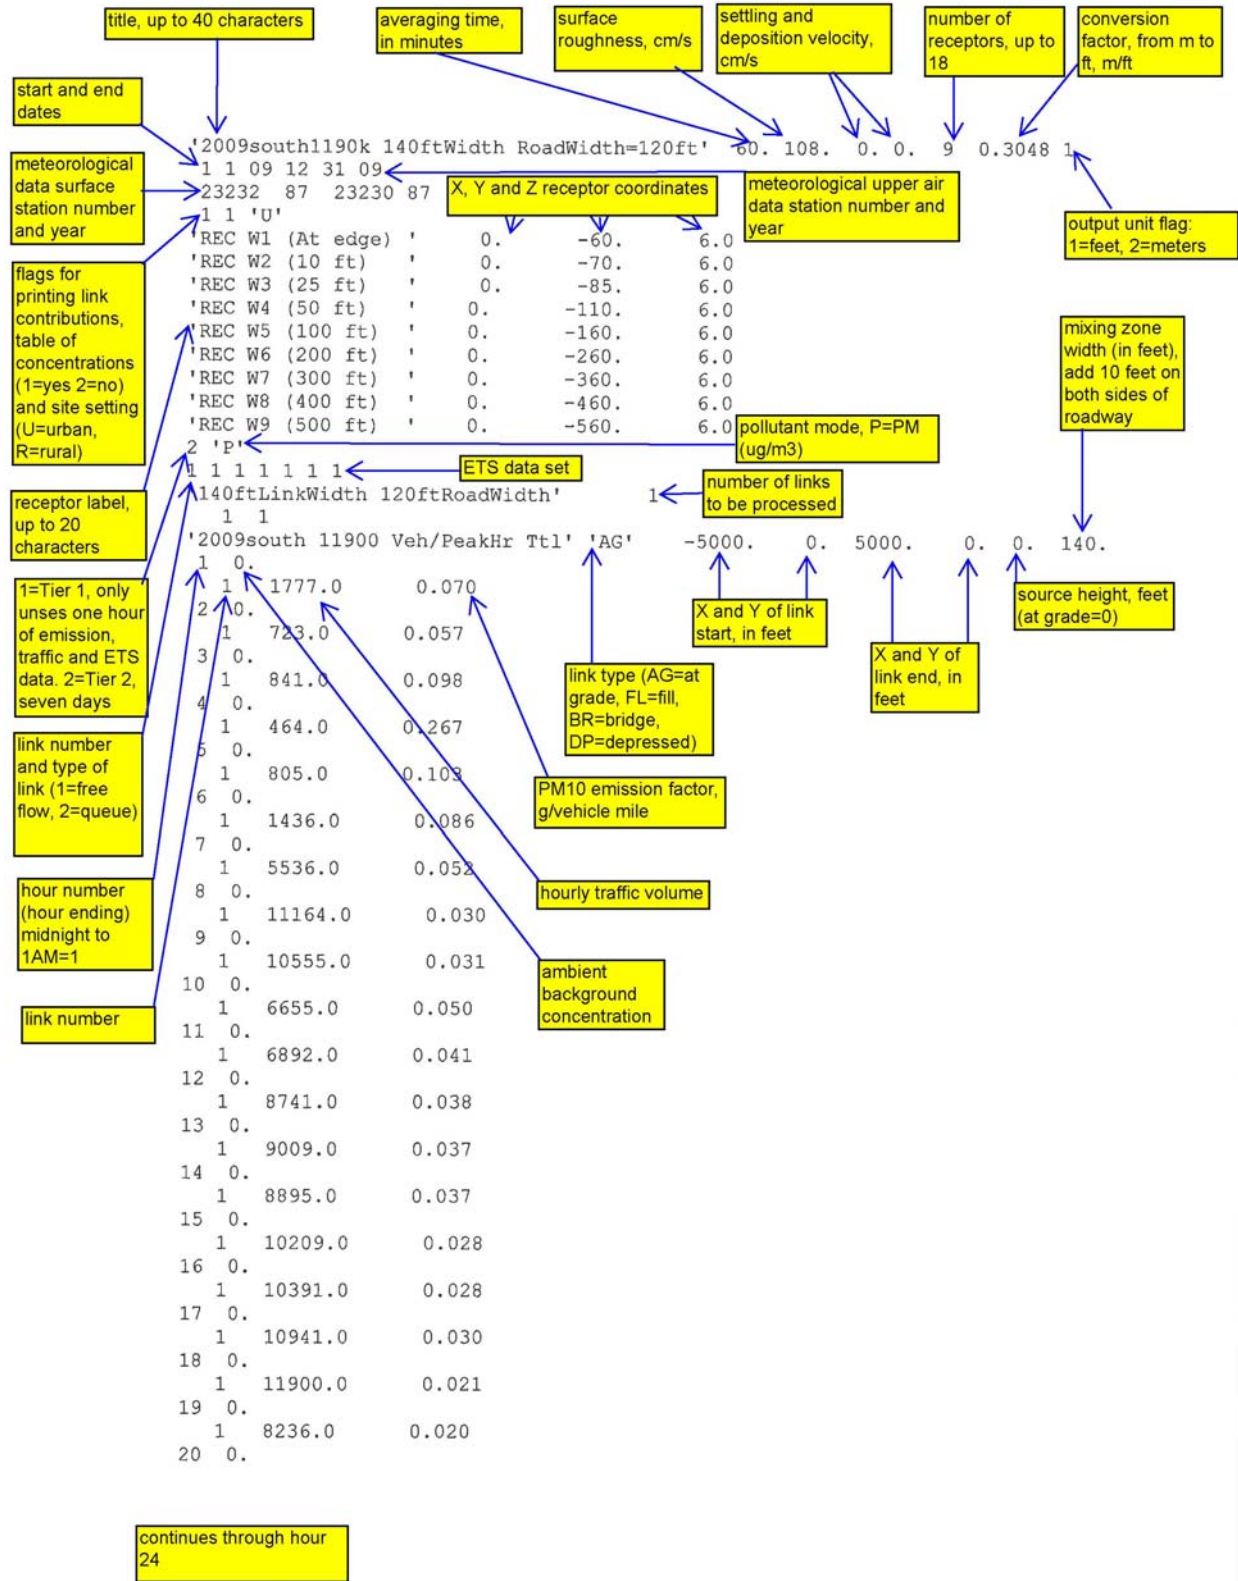 title, up to 40 characters
averaging time,
in minutes
surface
roughness, cm/s
settling and
deposition velocity,
cm/s
number of
receptors, up to
18
conversion
factor, from m to
ft, m/ft
start and end
dates
'2009south1190k 140ftWidth RoadWidth=120ft' 60. 108. 0. 0. 9 0.3048 1
1 1 09 12 31 09
meteorological
data surface
station number
and year
23232 87 23230 87
X, Y and Z receptor coordinates
meteorological upper air
data station number and
year
output unit flag:
1=feet, 2=meters
1 1 'U'
'REC W1 (At edge) ' 0. -60. 6.0
'REC W2 (10 ft) ' 0. -70. 6.0
'REC W3 (25 ft) ' 0. -85. 6.0
'REC W4 (50 ft) ' 0. -110. 6.0
'REC W5 (100 ft) ' 0. -160. 6.0
'REC W6 (200 ft) ' 0. -260. 6.0
'REC W7 (300 ft) ' 0. -360. 6.0
'REC W8 (400 ft) ' 0. -460. 6.0
'REC W9 (500 ft) ' 0. -560. 6.0
flags for
printing link
contributions,
table of
concentrations
(1=yes 2=no)
and site setting
(U=urban,
R=rural)
mixing zone
width (in feet),
add 10 feet on
both sides of
roadway
2 'P'
pollutant mode, P=PM
(ug/m3)
1 1 1 1 1 1 1
ETS data set
number of links
to be processed
receptor label,
up to 20
characters
'140ftLinkWidth 120ftRoadWidth' 1
1 1
'2009south 11900 Veh/PeakHr Ttl' 'AG' -5000. 0. 5000. 0. 0. 140.
1 0.
1 1777.0 0.070
2 0.
1 723.0 0.057
3 0.
1 841.0 0.098
4 0.
1 464.0 0.267
5 0.
1 805.0 0.103
6 0.
1 1436.0 0.086
7 0.
1 5536.0 0.052
8 0.
1 11164.0 0.030
9 0.
1 10555.0 0.031
10 0.
1 6655.0 0.050
11 0.
1 6892.0 0.041
12 0.
1 8741.0 0.038
13 0.
1 9009.0 0.037
14 0.
1 8895.0 0.037
15 0.
1 10209.0 0.028
16 0.
1 10391.0 0.028
17 0.
1 10941.0 0.030
18 0.
1 11900.0 0.021
19 0.
1 8236.0 0.020
20 0.
1=Tier 1, only
unses one hour
of emission,
traffic and ETS
data. 2=Tier 2,
seven days
link number
and type of
link (1=free
flow, 2=queue)
hour number
(hour ending)
midnight to
1AM=1
link number
X and Y of link
start, in feet
source height, feet
(at grade=0)
link type (AG=at
grade, FL=fill,
BR=bridge,
DP=depressed)
X and Y of
link end, in
feet
PM10 emission factor,
g/vehicle mile
hourly traffic volume
ambient
background
concentration
continues through hour
24